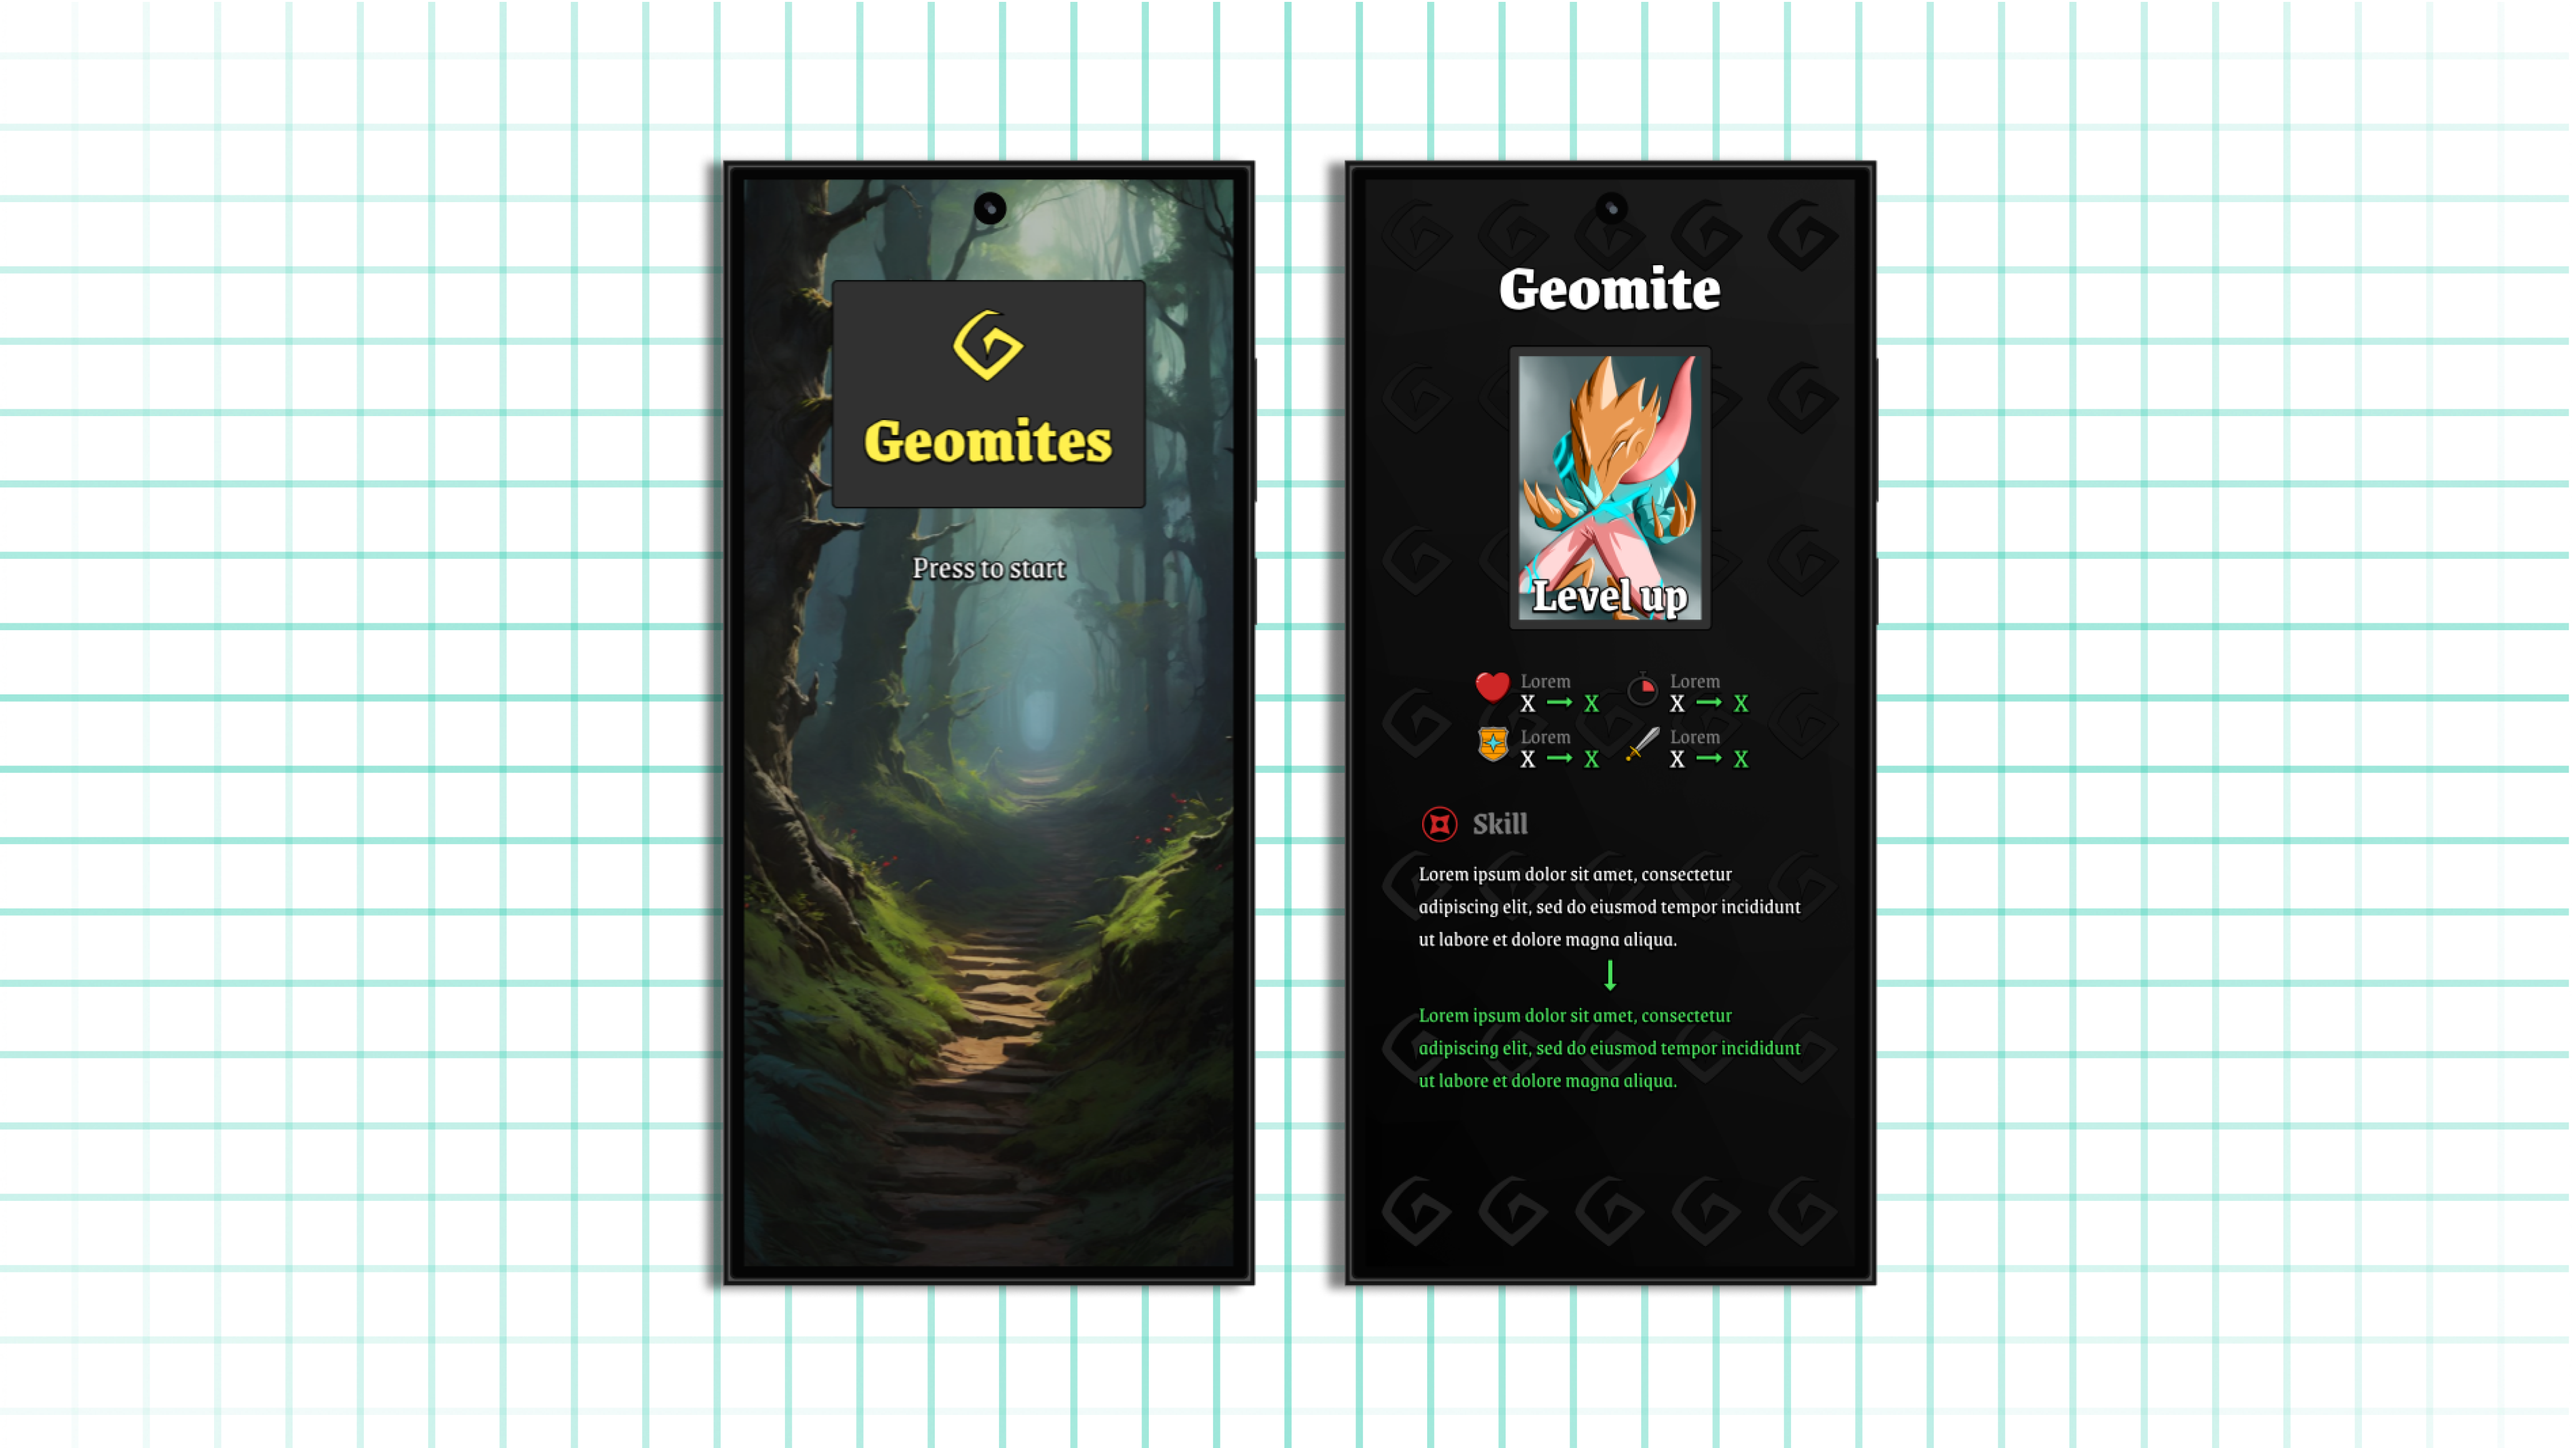 Geomites
Press to start
Geomite
Level up
Lorem
X → X
Lorem
X → X
Lorem
X → X
Lorem
X → X
Skill
Lorem ipsum dolor sit amet, consectetur
adipiscing elit, sed do eiusmod tempor incididunt
ut labore et dolore magna aliqua.
Lorem ipsum dolor sit amet, consectetur
adipiscing elit, sed do eiusmod tempor incididunt
ut labore et dolore magna aliqua.